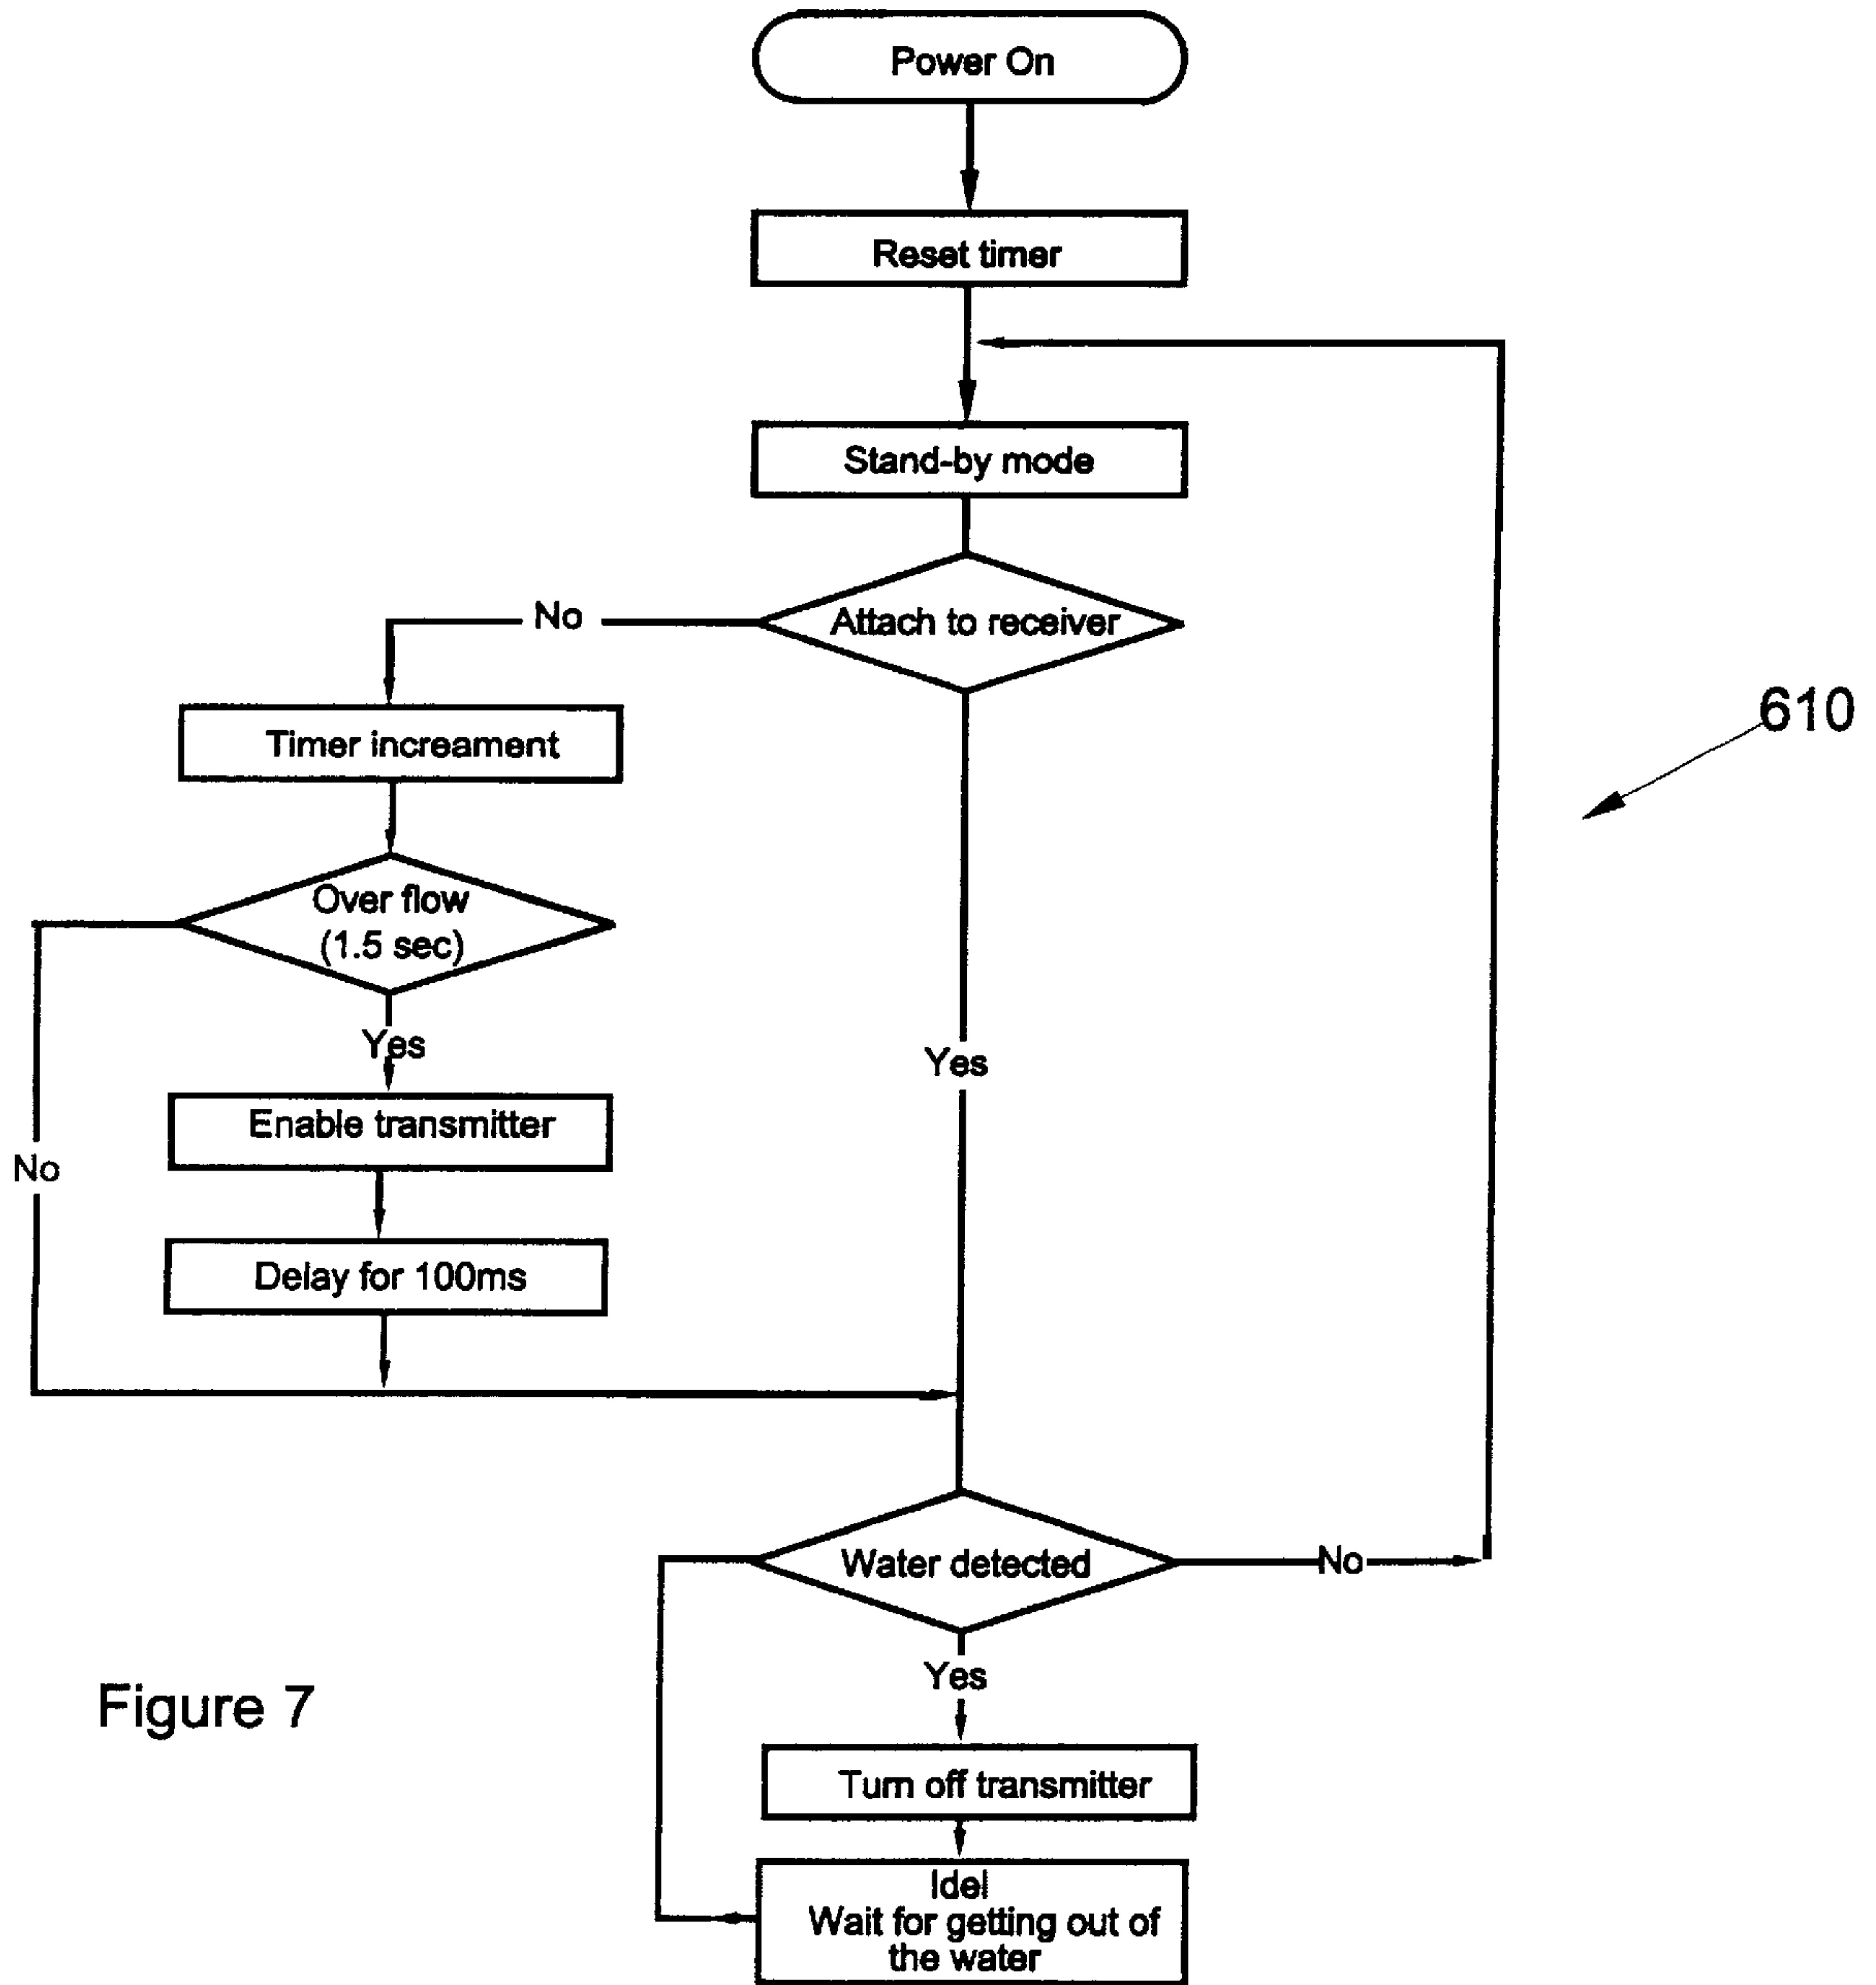 Power On
Reset timer
Stand-by mode
Attach to receiver
No
Timer increament
610
Over flow
(1.5 sec)
Yes
Yes
Enable transmitter
No
Delay for 100ms
Water detected
No
Yes
Figure 7
Turn off transmitter
Idel
Wait for getting out of
the water